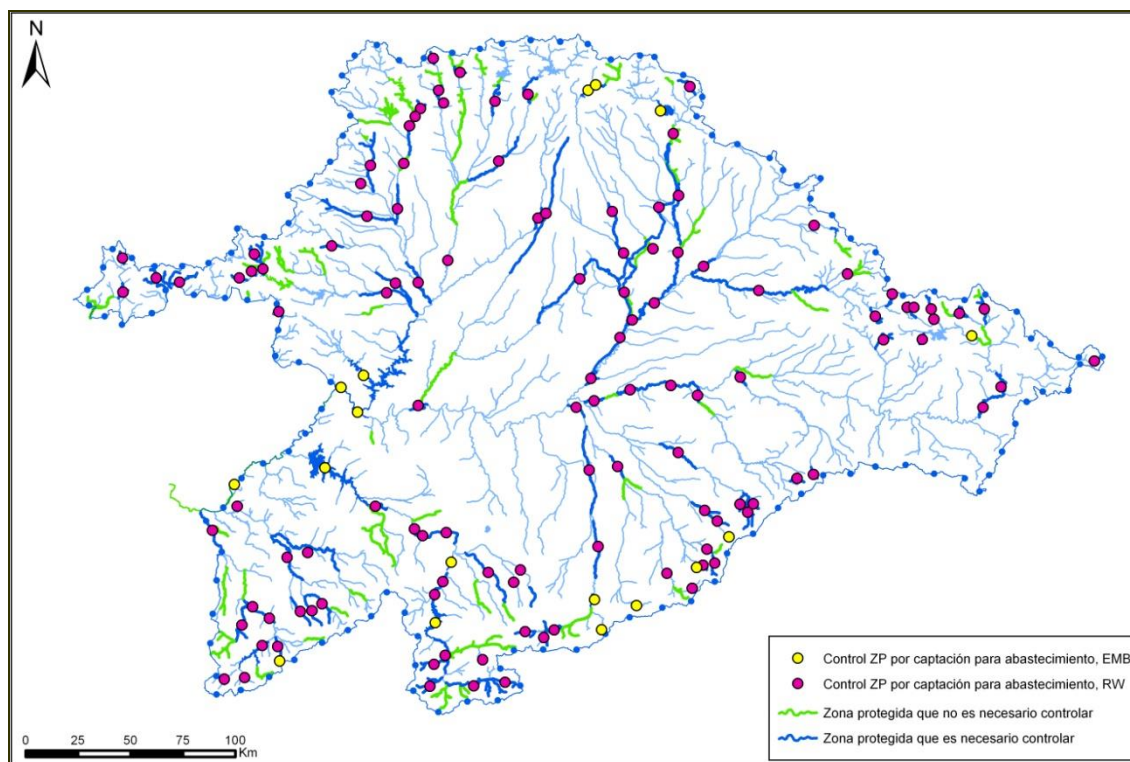 N
Control ZP por captación para abastecimiento, EMB
Control ZP por captación para abastecimiento, RW
Zona protegida que no es necesario controlar
Zona protegida que es necesario controlar
0 25 50 75 100
Km